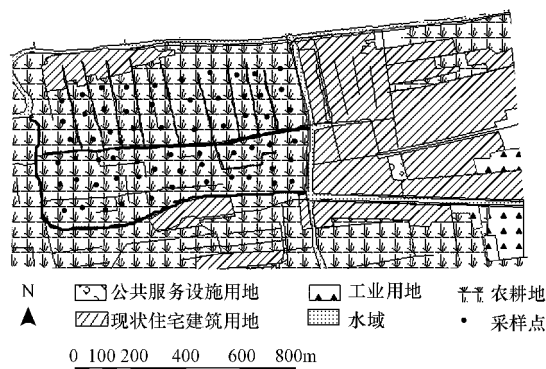 N 公共服务设施用地 工业用地 农耕地
现状住宅建筑用地 水域 采样点
0 100 200 400 600 800m